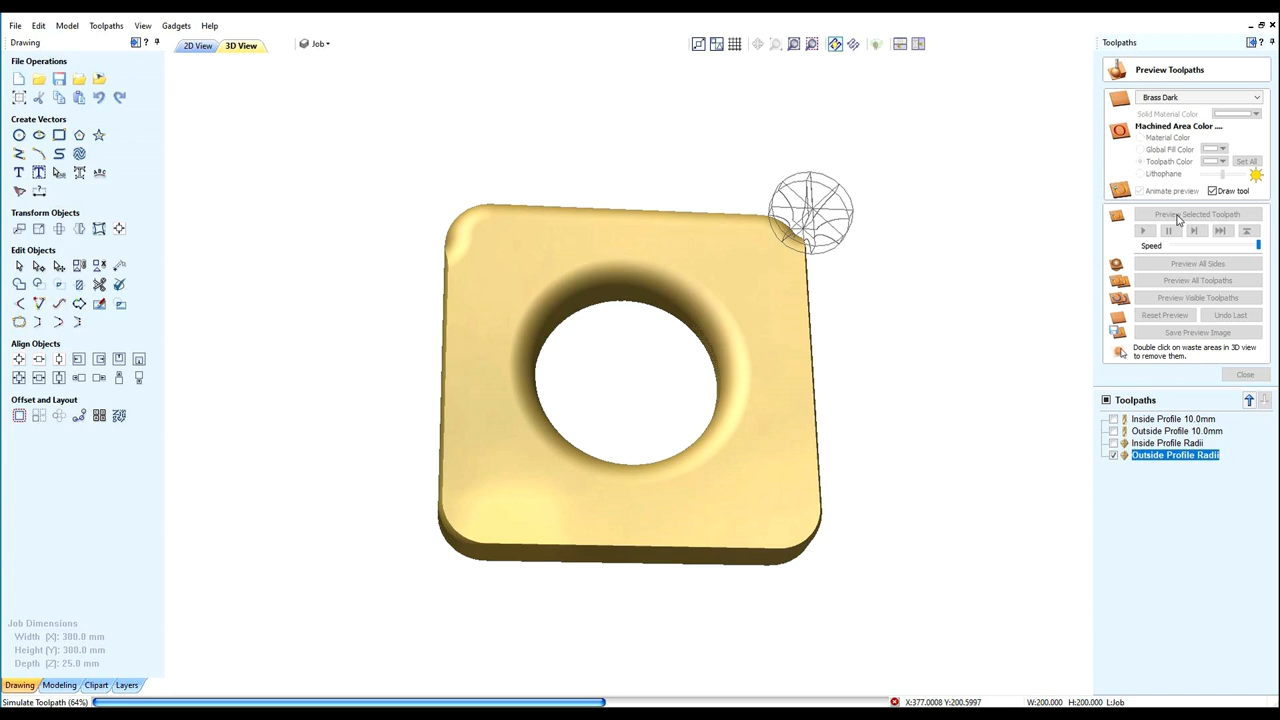 File Edit Model Toolpaths View Gadgets Help
Drawing
2D View 3D View Job
Toolpaths
File Operations
Create Vectors
Transform Objects
Edit Objects
Align Objects
Offset and Layout
Job Dimensions
Width [X]: 300.0 mm
Height [Y]: 300.0 mm
Depth [Z]: 25.0 mm
Drawing Modeling Clipart Layers
Preview Toolpaths
Brass Dark
Solid Material Color
Machined Area Color ....
Material Color
Global Fill Color
Toolpath Color Set All
Lithophane
Animate preview Draw tool
Preview Selected Toolpath
Speed
Preview All Sides
Preview All Toolpaths
Preview Visible Toolpaths
Reset Preview Undo Last
Save Preview Image
Double click on waste areas in 3D view
to remove them.
Close
Toolpaths
Inside Profile 10.0mm
Outside Profile 10.0mm
Inside Profile Radii
Outside Profile Radii
Simulate Toolpath (64%) X:377.0008 Y:200.5997 W:200.000 H:200.000 L:Job